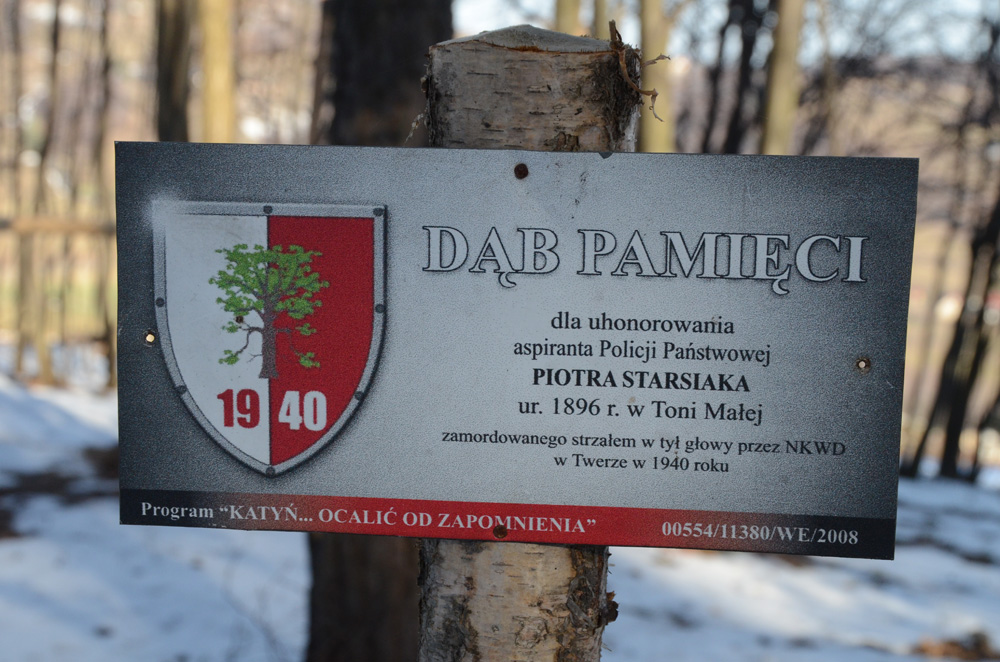 DĄB PAMIĘCI
dla uhonorowania
aspiranta Policji Państwowej
PIOTRA STARSIAKA
ur. 1896 r. w Toni Małej
zamordowanego strzałem w tył głowy przez NKWD
w Twerze w 1940 roku
19 40
Program “KATYŃ... OCALIĆ OD ZAPOMNIENIA” 00554/11380/WE/2008